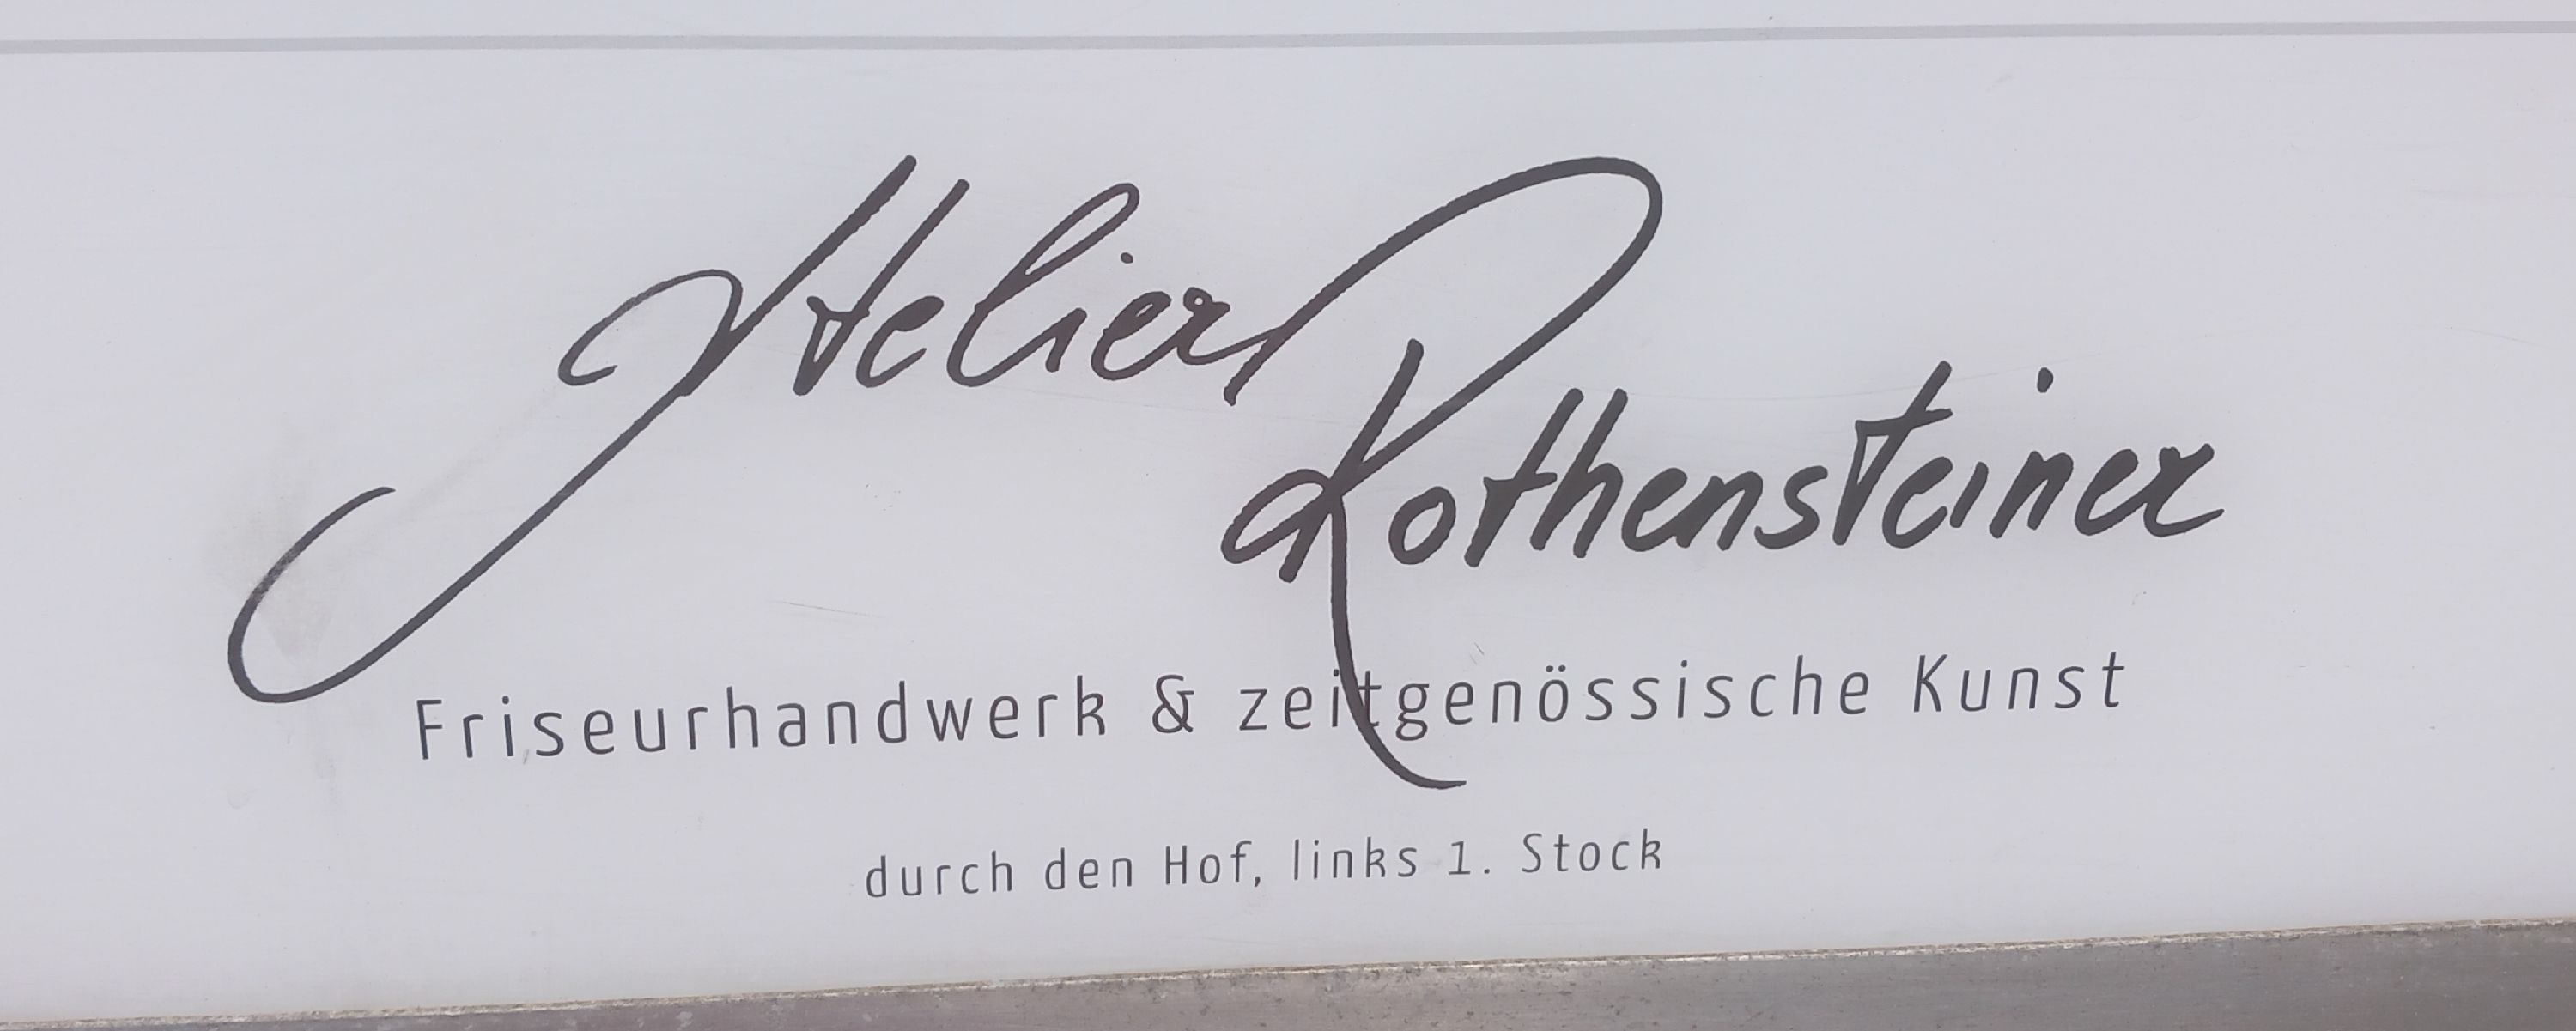 Atelier
Rothensteiner
Friseurhandwerk & zeitgenössische Kunst
durch den Hof, links 1. Stock